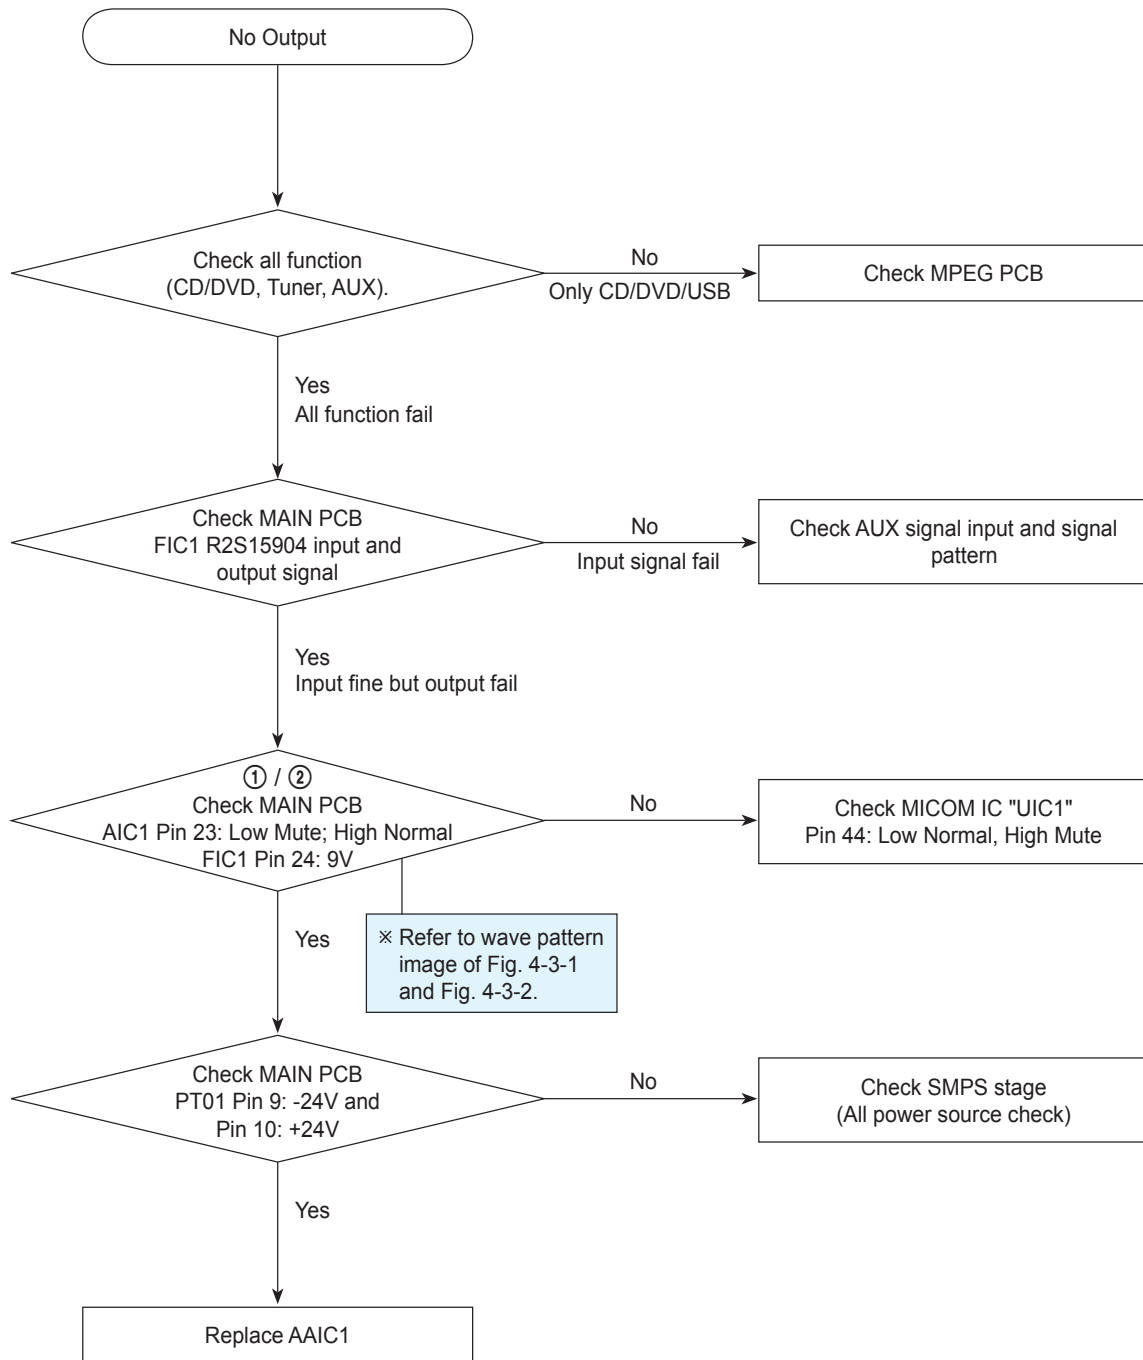 No Output
Check all function
(CD/DVD, Tuner, AUX).
No
Only CD/DVD/USB
Check MPEG PCB
Yes
All function fail
Check MAIN PCB
FIC1 R2S15904 input and
output signal
No
Input signal fail
Check AUX signal input and signal
pattern
Yes
Input fine but output fail
① / ②
Check MAIN PCB
AIC1 Pin 23: Low Mute; High Normal
FIC1 Pin 24: 9V
No
Check MICOM IC "UIC1"
Pin 44: Low Normal, High Mute
Yes
※ Refer to wave pattern
image of Fig. 4-3-1
and Fig. 4-3-2.
Check MAIN PCB
PT01 Pin 9: -24V and
Pin 10: +24V
No
Check SMPS stage
(All power source check)
Yes
Replace AAIC1